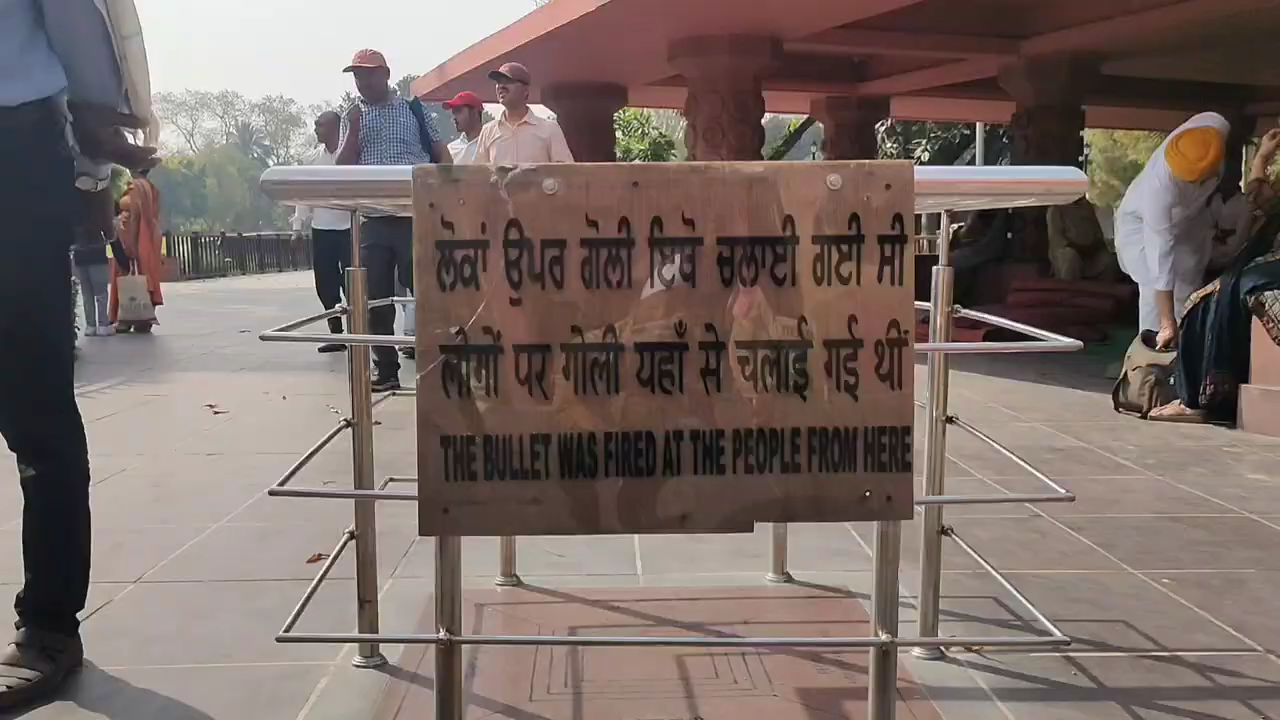 ਲੋਕਾਂ ਉਪਰ ਗੋਲੀ ਇਥੋ ਚਲਾਈ ਗਈ ਸੀ
लोगों पर गोली यहाँ से चलाई गई थीं
THE BULLET WAS FIRED AT THE PEOPLE FROM HERE